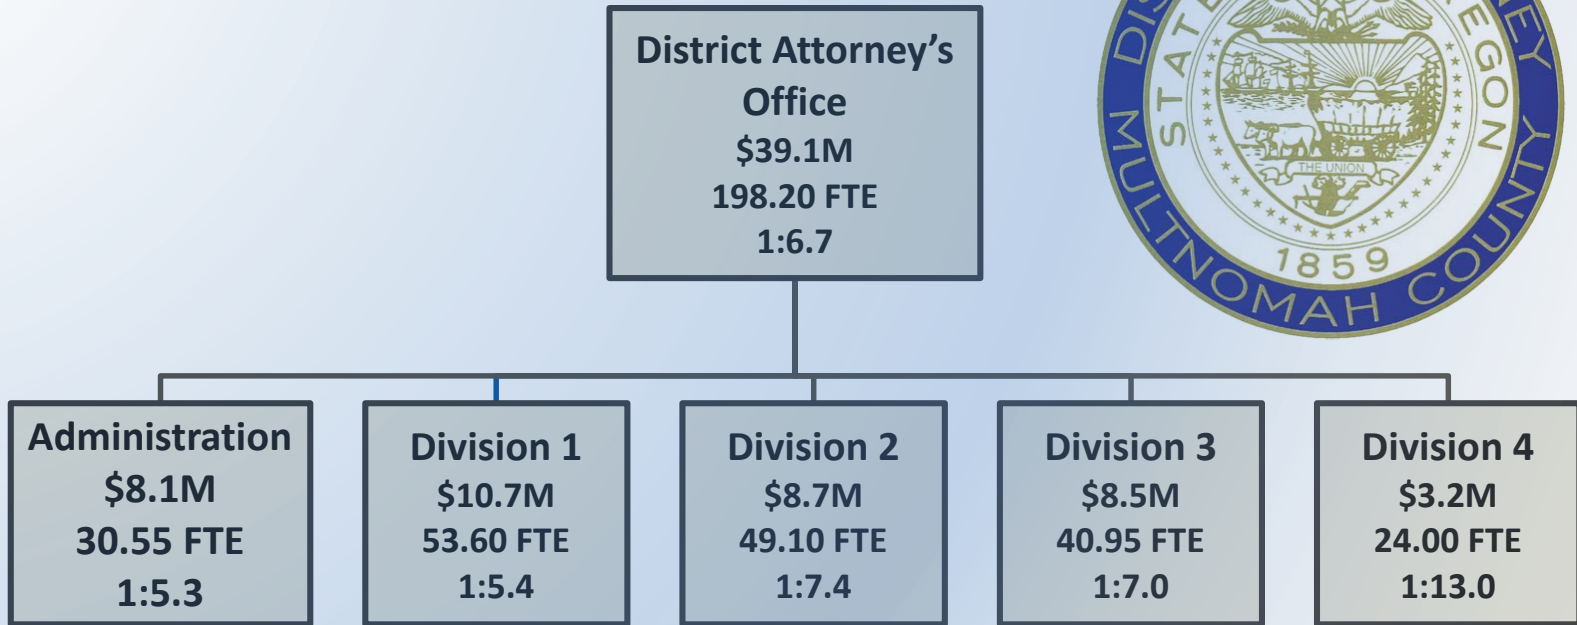 District Attorney's
Office
$39.1M
198.20 FTE
1:6.7
STATE
OREGON
THE UNION
1859
MULTNOMAH COUNTY
Administration
$8.1M
30.55 FTE
1:5.3
Division 1
$10.7M
53.60 FTE
1:5.4
Division 2
$8.7M
49.10 FTE
1:7.4
Division 3
$8.5M
40.95 FTE
1:7.0
Division 4
$3.2M
24.00 FTE
1:13.0